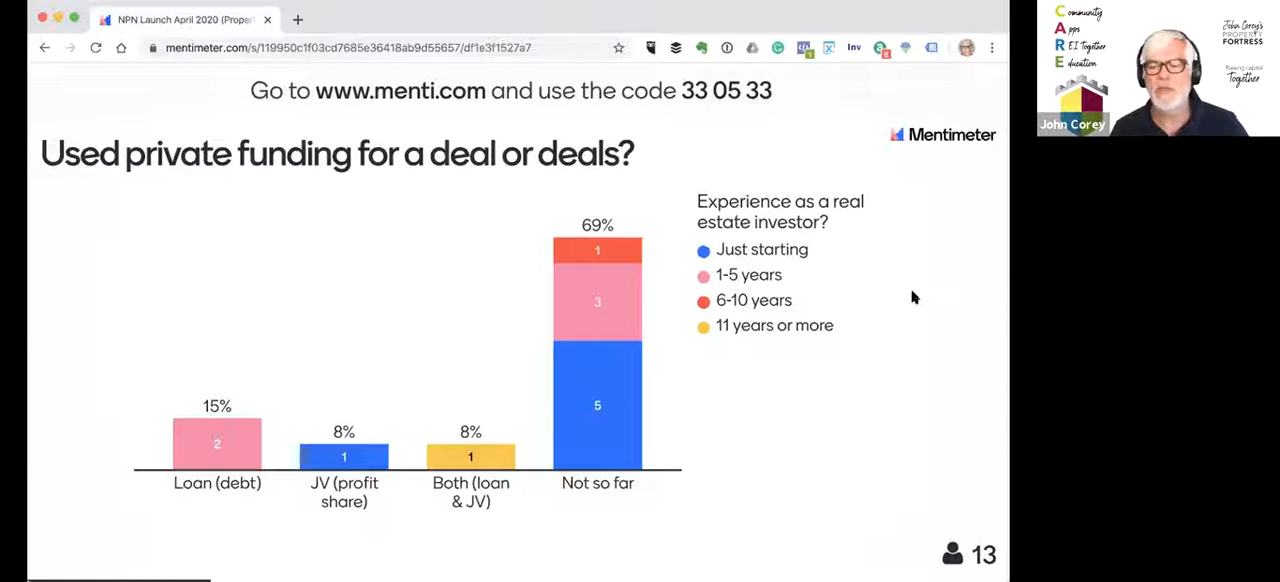 NPN Launch April 2020 (Proper
mentimeter.com/s/119950c1f03cd7685e36418ab9d55657/df1e3f1527a7
Inv
Go to www.menti.com and use the code 33 05 33
Mentimeter
Used private funding for a deal or deals?
Experience as a real
estate investor?
Just starting
1-5 years
6-10 years
11 years or more
69%
1
3
5
15%
2
8%
1
8%
1
Loan (debt)
JV (profit
share)
Both (loan
& JV)
Not so far
13
Community
Apps
REI Together
Education
John Corey's
PROPERTY
FORTRESS
Raising capital
Together
John Corey